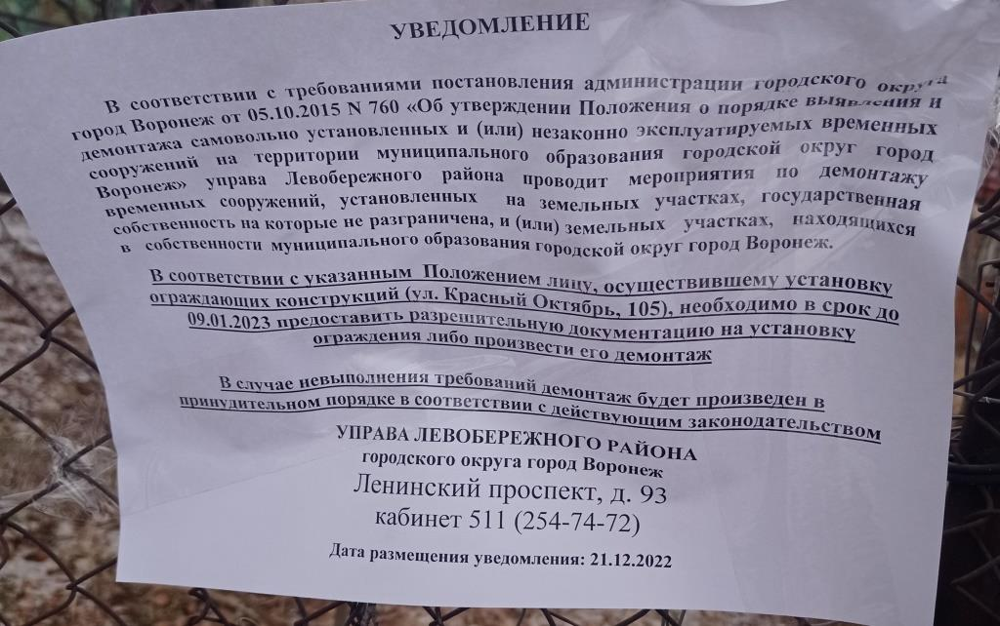 УВЕДОМЛЕНИЕ
В соответствии с требованиями постановления администрации городского округа
город Воронеж от 05.10.2015 N 760 «Об утверждении Положения о порядке выявления и
демонтажа самовольно установленных и (или) незаконно эксплуатируемых временных
сооружений на территории муниципального образования городской округ город
Воронеж» управа Левобережного района проводит мероприятия по демонтажу
временных сооружений, установленных на земельных участках, государственная
собственность на которые не разграничена, и (или) земельных участках, находящихся
в собственности муниципального образования городской округ город Воронеж.
В соответствии с указанным Положением лицу, осуществившему установку
ограждающих конструкций (ул. Красный Октябрь, 105), необходимо в срок до
09.01.2023 предоставить разрешительную документацию на установку
ограждения либо произвести его демонтаж
В случае невыполнения требований демонтаж будет произведен в
принудительном порядке в соответствии с действующим законодательством
УПРАВА ЛЕВОБЕРЕЖНОГО РАЙОНА
городского округа город Воронеж
Ленинский проспект, д. 93
кабинет 511 (254-74-72)
Дата размещения уведомления: 21.12.2022